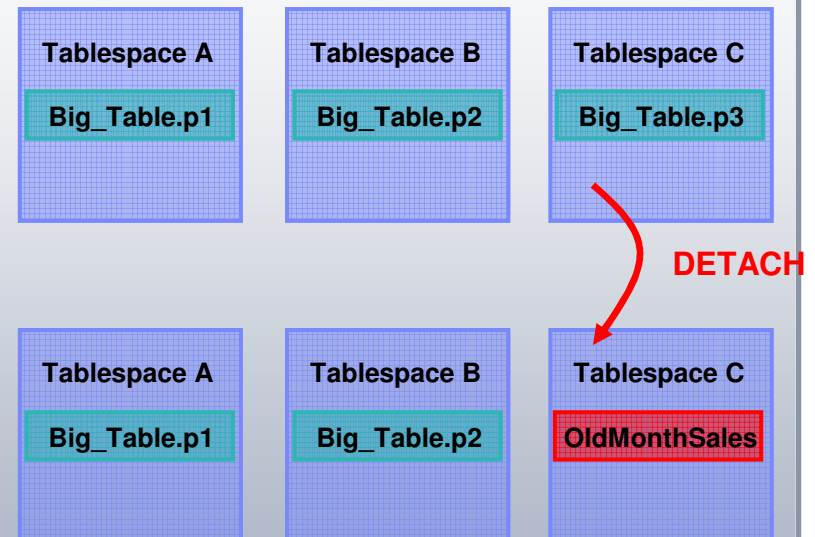 Tablespace A
Tablespace B
Tablespace C
Big_Table.p1
Big_Table.p2
Big_Table.p3
DETACH
Tablespace A
Tablespace B
Tablespace C
Big_Table.p1
Big_Table.p2
OldMonthSales